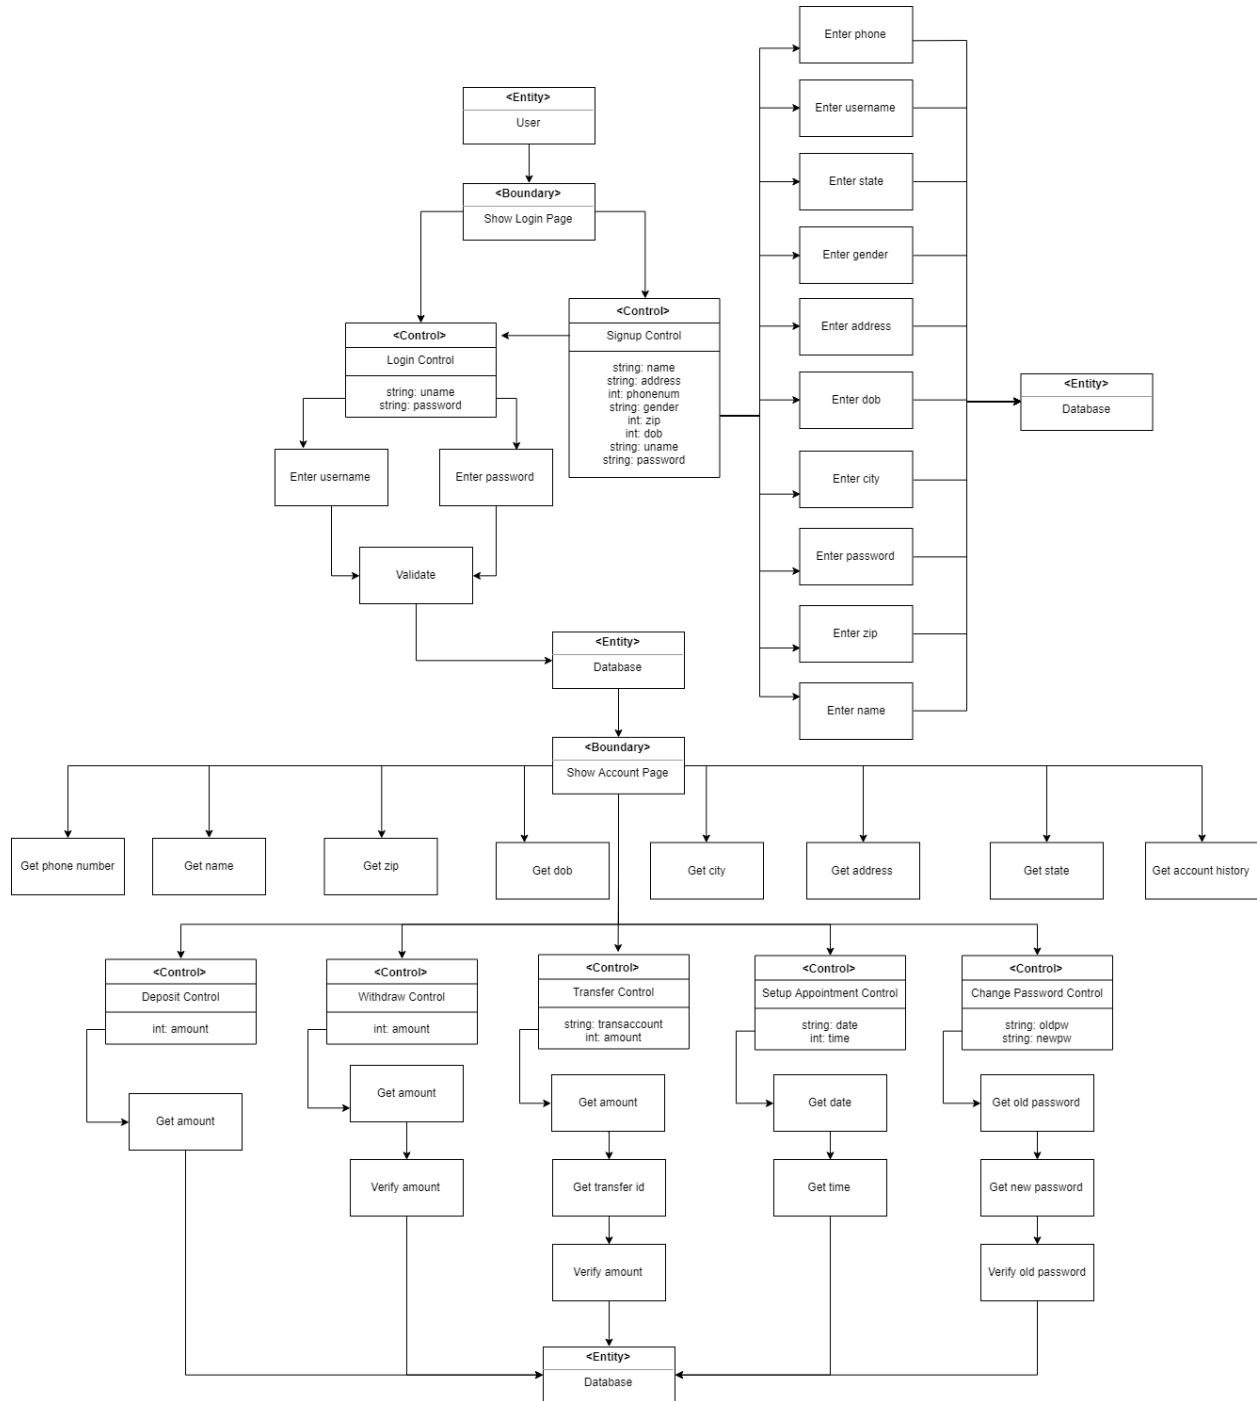 Enter phone
<Entity>
User
Enter username
<Boundary>
Show Login Page
Enter state
Enter gender
<Control>
Signup Control
string: name
string: address
int: phonenum
string: gender
int: zip
int: dob
string: uname
string: password
Enter address
<Control>
Login Control
string: uname
string: password
Enter dob
<Entity>
Database
Enter username
Enter password
Enter city
Validate
Enter password
<Entity>
Database
Enter zip
Enter name
<Boundary>
Show Account Page
Get phone number
Get name
Get zip
Get dob
Get city
Get address
Get state
Get account history
<Control>
Deposit Control
int: amount
<Control>
Withdraw Control
int: amount
<Control>
Transfer Control
string: transaccount
int: amount
<Control>
Setup Appointment Control
string: date
int: time
<Control>
Change Password Control
string: oldpw
string: newpw
Get amount
Get amount
Get amount
Get date
Get old password
Verify amount
Get transfer id
Get time
Get new password
Verify amount
Verify old password
<Entity>
Database